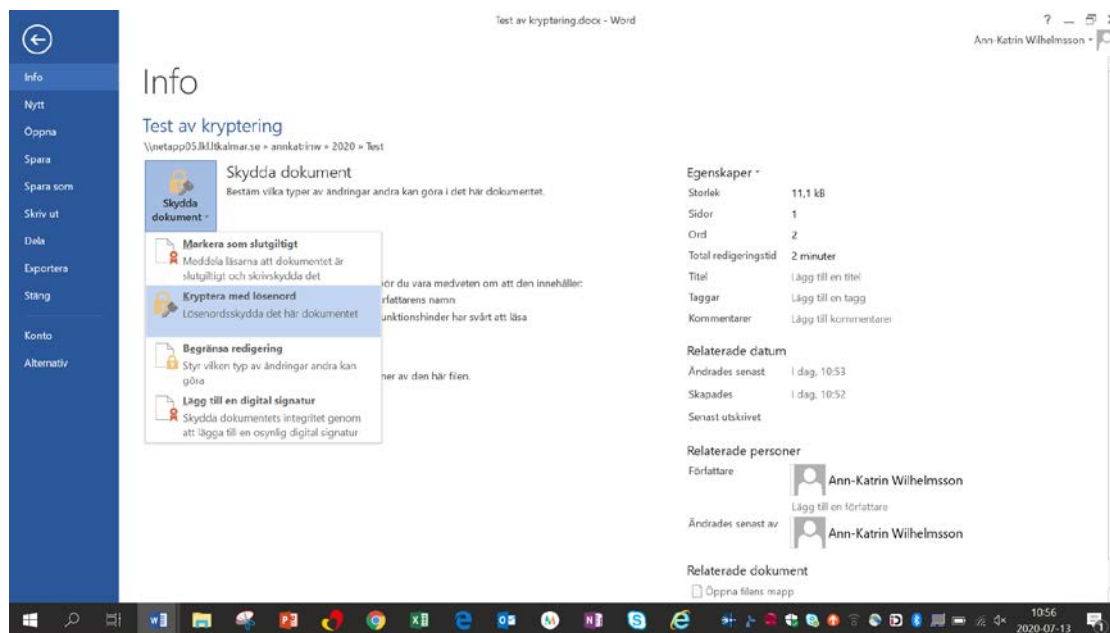 Test av kryptering.docx - Word
?
Ann-Katrin Wilhelmsson
Info
Nytt
Öppna
Spara
Spara som
Skriv ut
Dela
Exportera
Stäng
Konto
Alternativ
Info
Test av kryptering
\\netapp05.lkl.ltkalmar.se » annkatrinw » 2020 » Test
Skydda dokument
Skydda dokument
Bestäm vilka typer av ändringar andra kan göra i det här dokumentet.
Markera som slutgiltigt
Meddela läsarna att dokumentet är
slutgiltigt och skrivskydda det
Kryptera med lösenord
Lösenordsskydda det här dokumentet
Begränsa redigering
Styr vilken typ av ändringar andra kan
göra
Lägg till en digital signatur
Skydda dokumentets integritet genom
att lägga till en osynlig digital signatur
ör du vara medveten om att den innehåller:
rfattarens namn
unktionshinder har svårt att läsa
ner av den här filen.
Egenskaper
Storlek 11,1 kB
Sidor 1
Ord 2
Total redigeringstid 2 minuter
Titel Lägg till en titel
Taggar Lägg till en tagg
Kommentarer Lägg till kommentarer
Relaterade datum
Ändrades senast I dag, 10:53
Skapades I dag, 10:52
Senast utskrivet
Relaterade personer
Författare Ann-Katrin Wilhelmsson
Lägg till en författare
Ändrades senast av Ann-Katrin Wilhelmsson
Relaterade dokument
Öppna filens mapp
10:56
2020-07-13